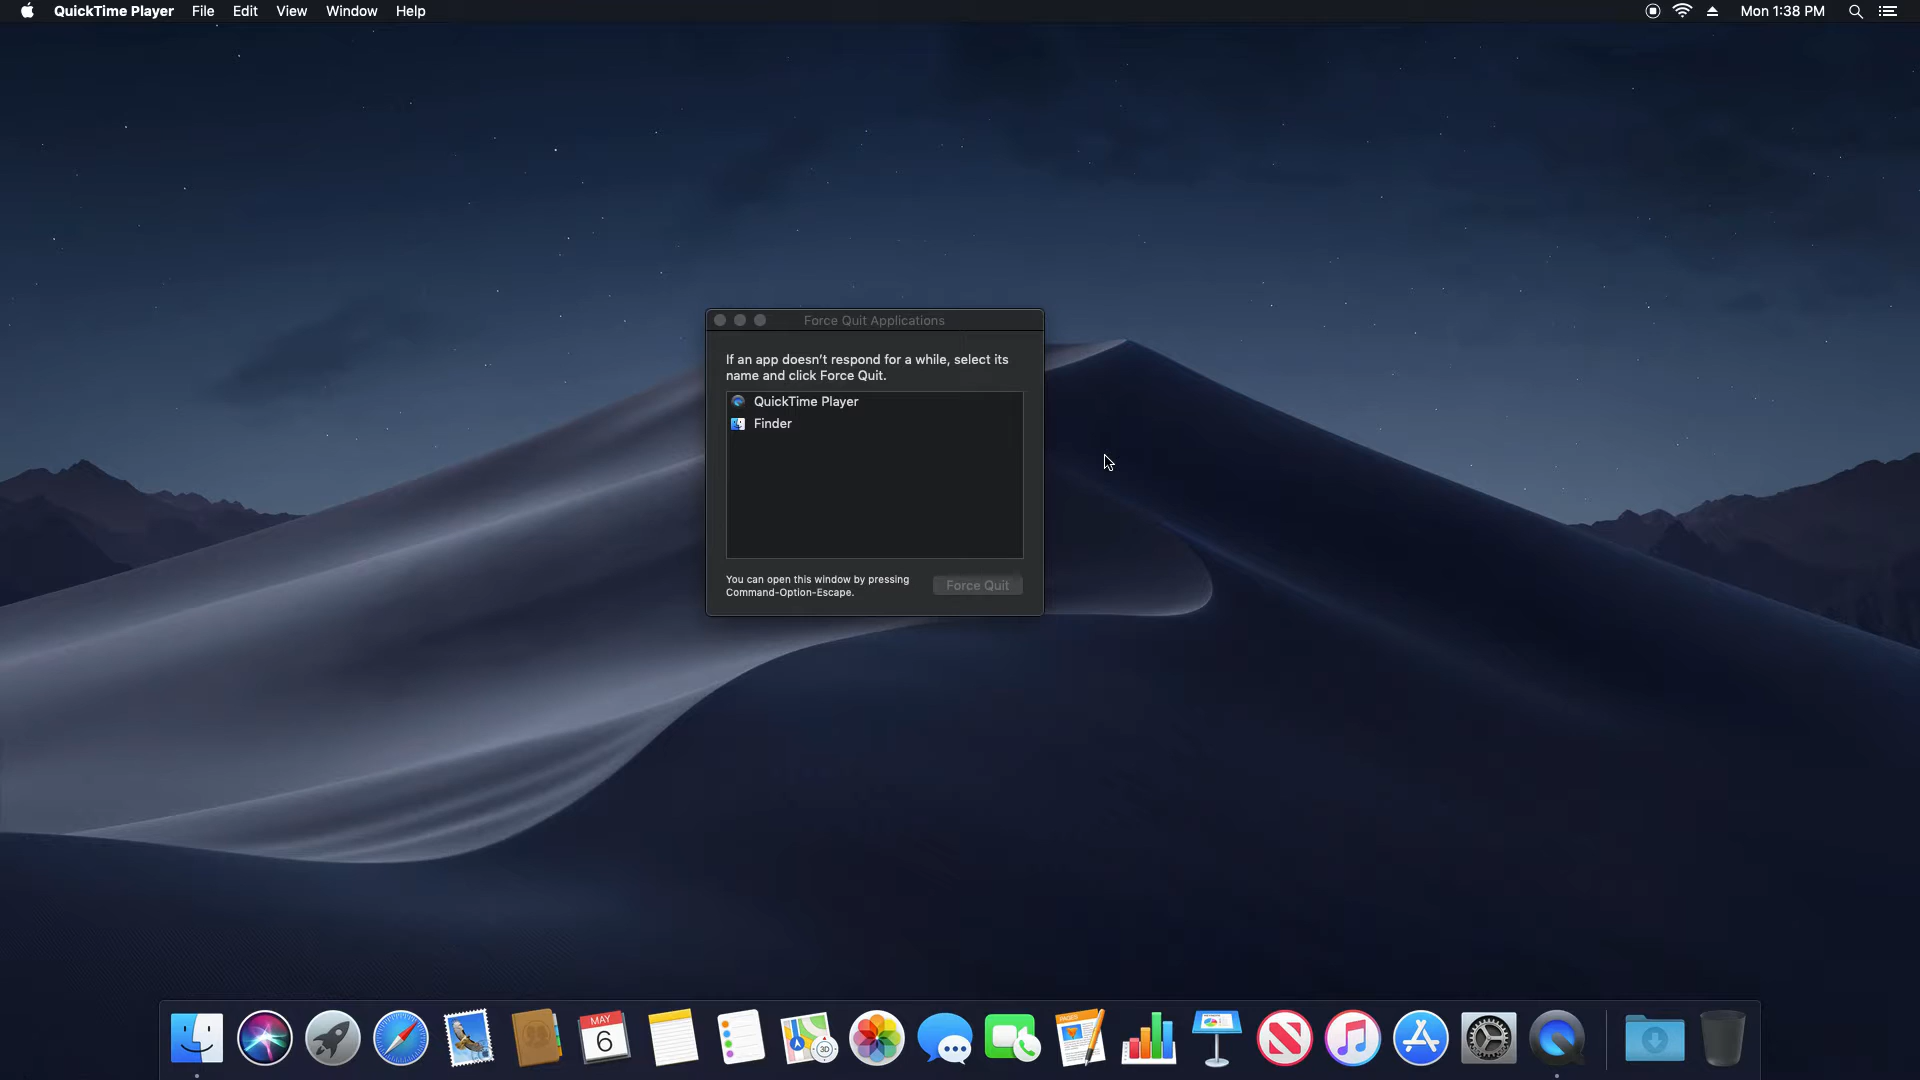 QuickTime Player File Edit View Window Help Mon 1:38 PM
Force Quit Applications
If an app doesn't respond for a while, select its
name and click Force Quit.
QuickTime Player
Finder
You can open this window by pressing
Command-Option-Escape.
Force Quit
MAY
6
3D
PAGES